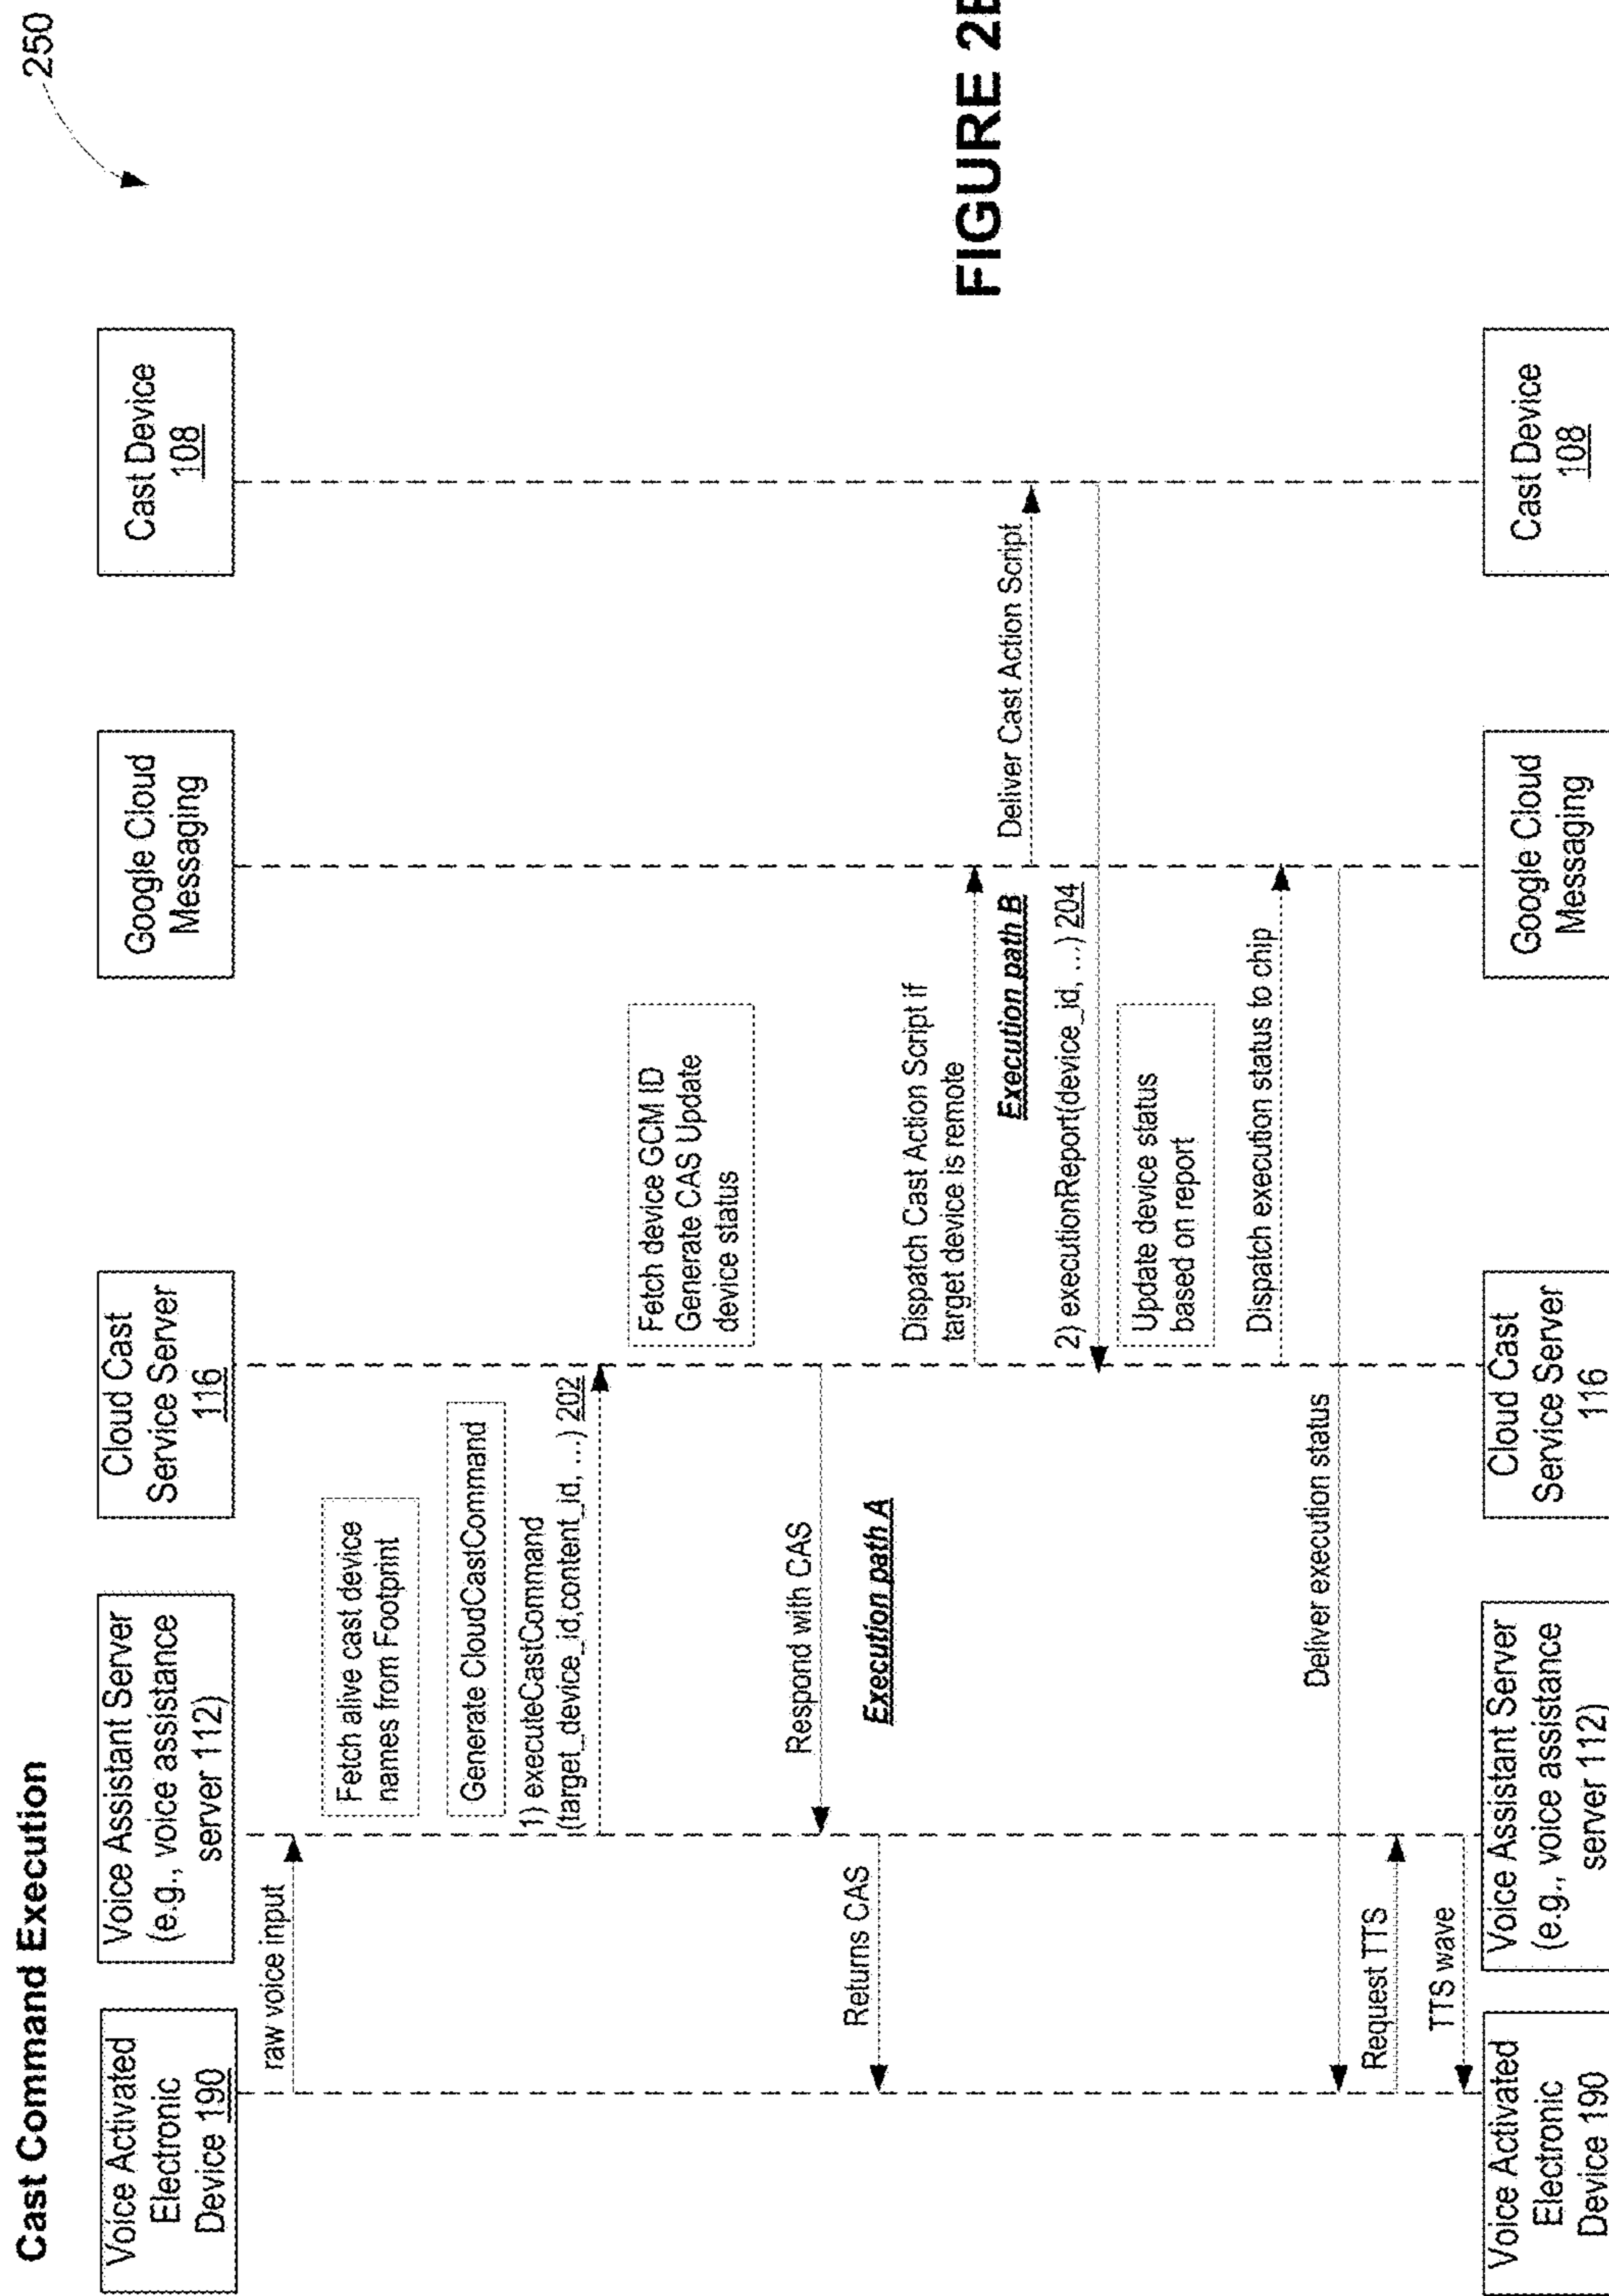 Cast Command Execution
250
Voice Activated
Electronic
Device 190
Voice Assistant Server
(e.g., voice assistance
server 112)
Cloud Cast
Service Server
116
Google Cloud
Messaging
Cast Device
108
raw voice input
Fetch alive cast device
names from Footprint
Generate CloudCastCommand
1) executeCastCommand
(target_device_id,content_id, ...) 202
Fetch device GCM ID
Generate CAS Update
device status
Respond with CAS
Execution path A
Returns CAS
Dispatch Cast Action Script if
target device is remote
Execution path B
Deliver Cast Action Script
2) executionReport(device_id, ...) 204
Update device status
based on report
Dispatch execution status to chip
Deliver execution status
Request TTS
TTS wave
Voice Activated
Electronic
Device 190
Voice Assistant Server
(e.g., voice assistance
server 112)
Cloud Cast
Service Server
116
Google Cloud
Messaging
Cast Device
108
FIGURE 2B